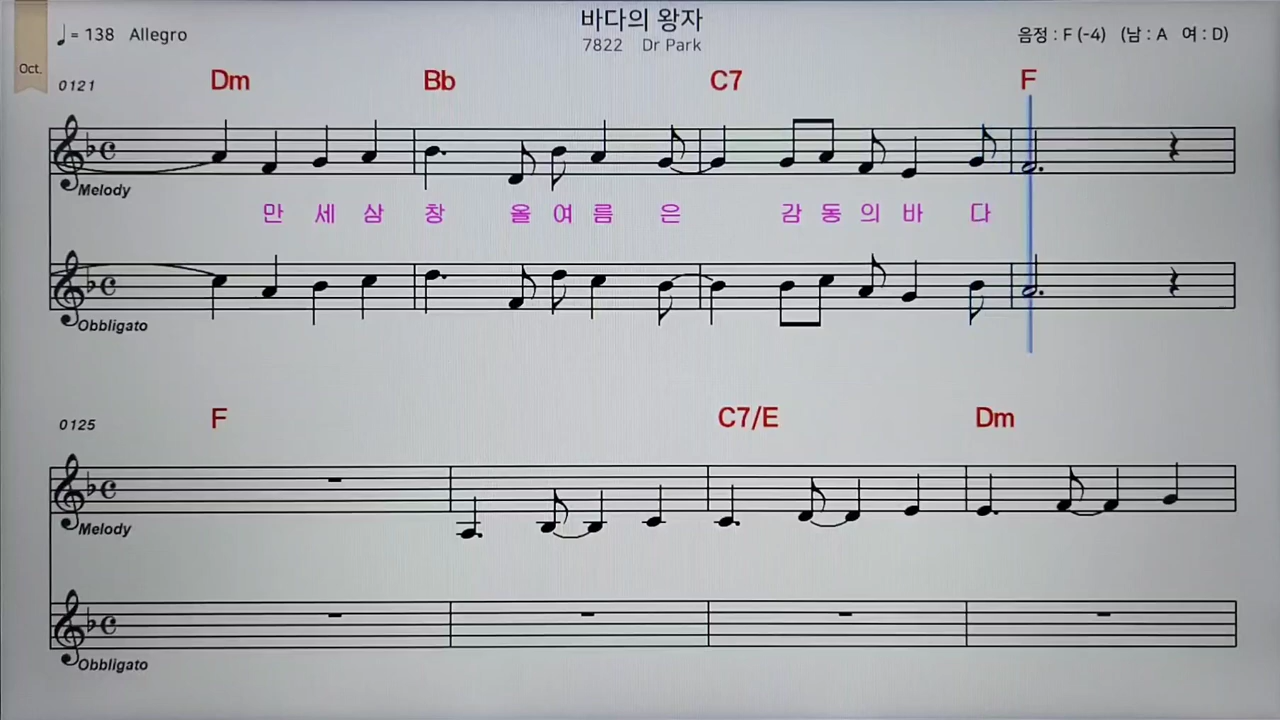 바다의 왕자
♩= 138 Allegro
7822 Dr Park
음정 : F (-4) (남 : A 여 : D)
Oct.
0121
Dm Bb C7 F
Melody
만 세 삼 창 올 여 름 은 감 동 의 바 다
Obbligato
0125
F C7/E Dm
Melody
Obbligato